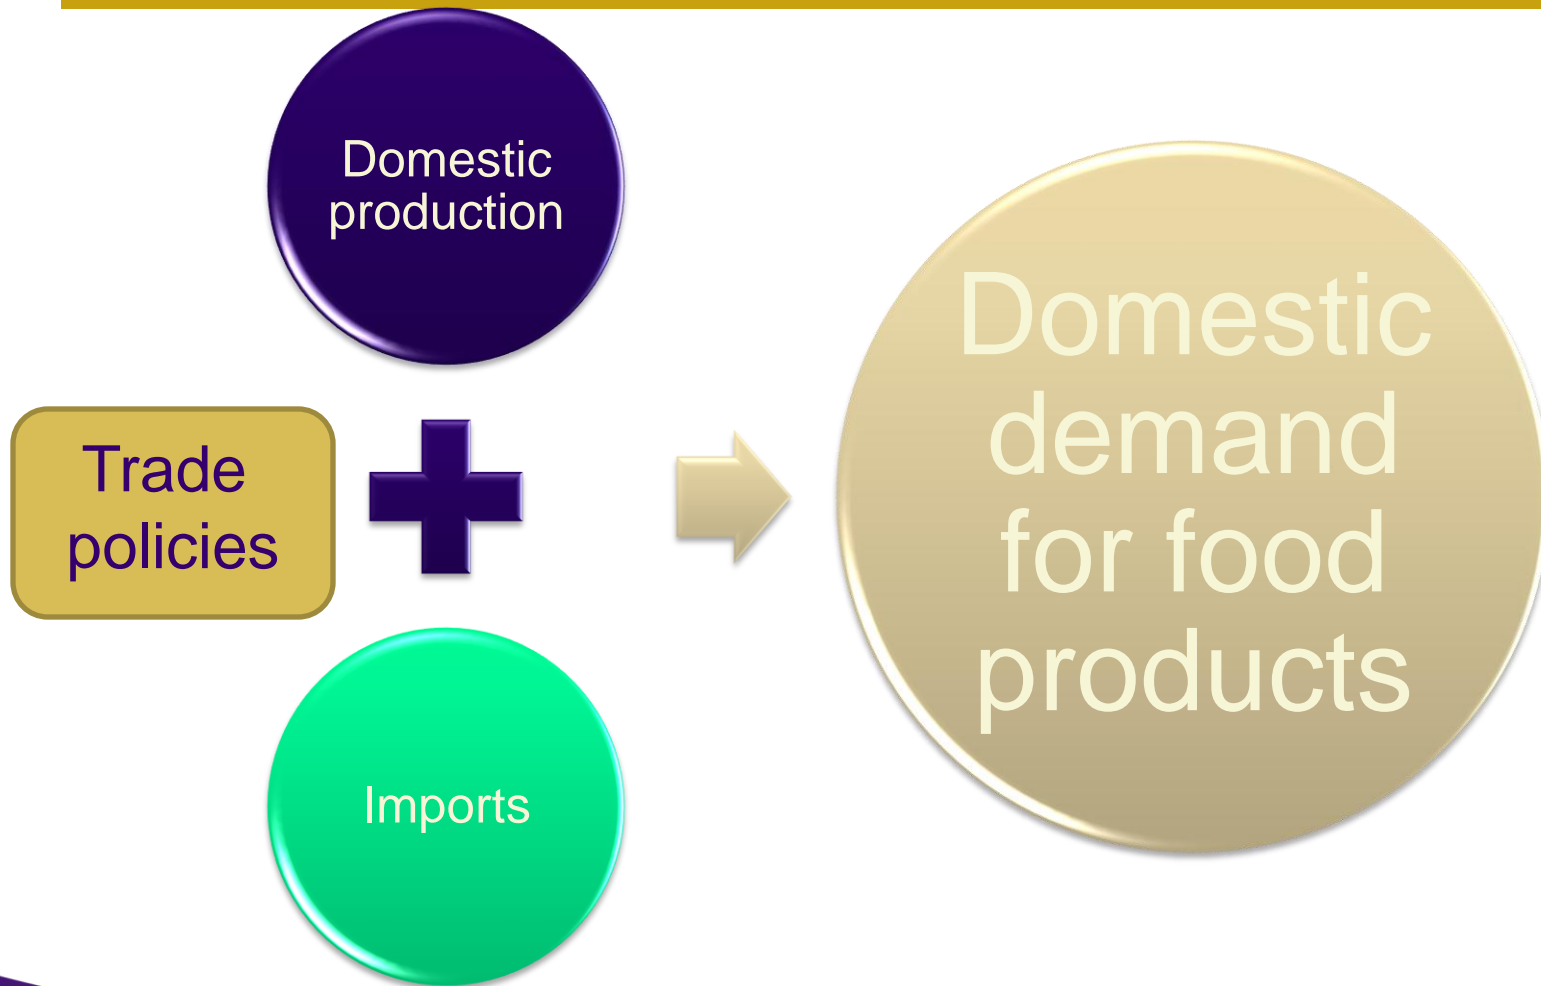 Domestic
production
Trade
policies
Imports
Domestic
demand
for food
products